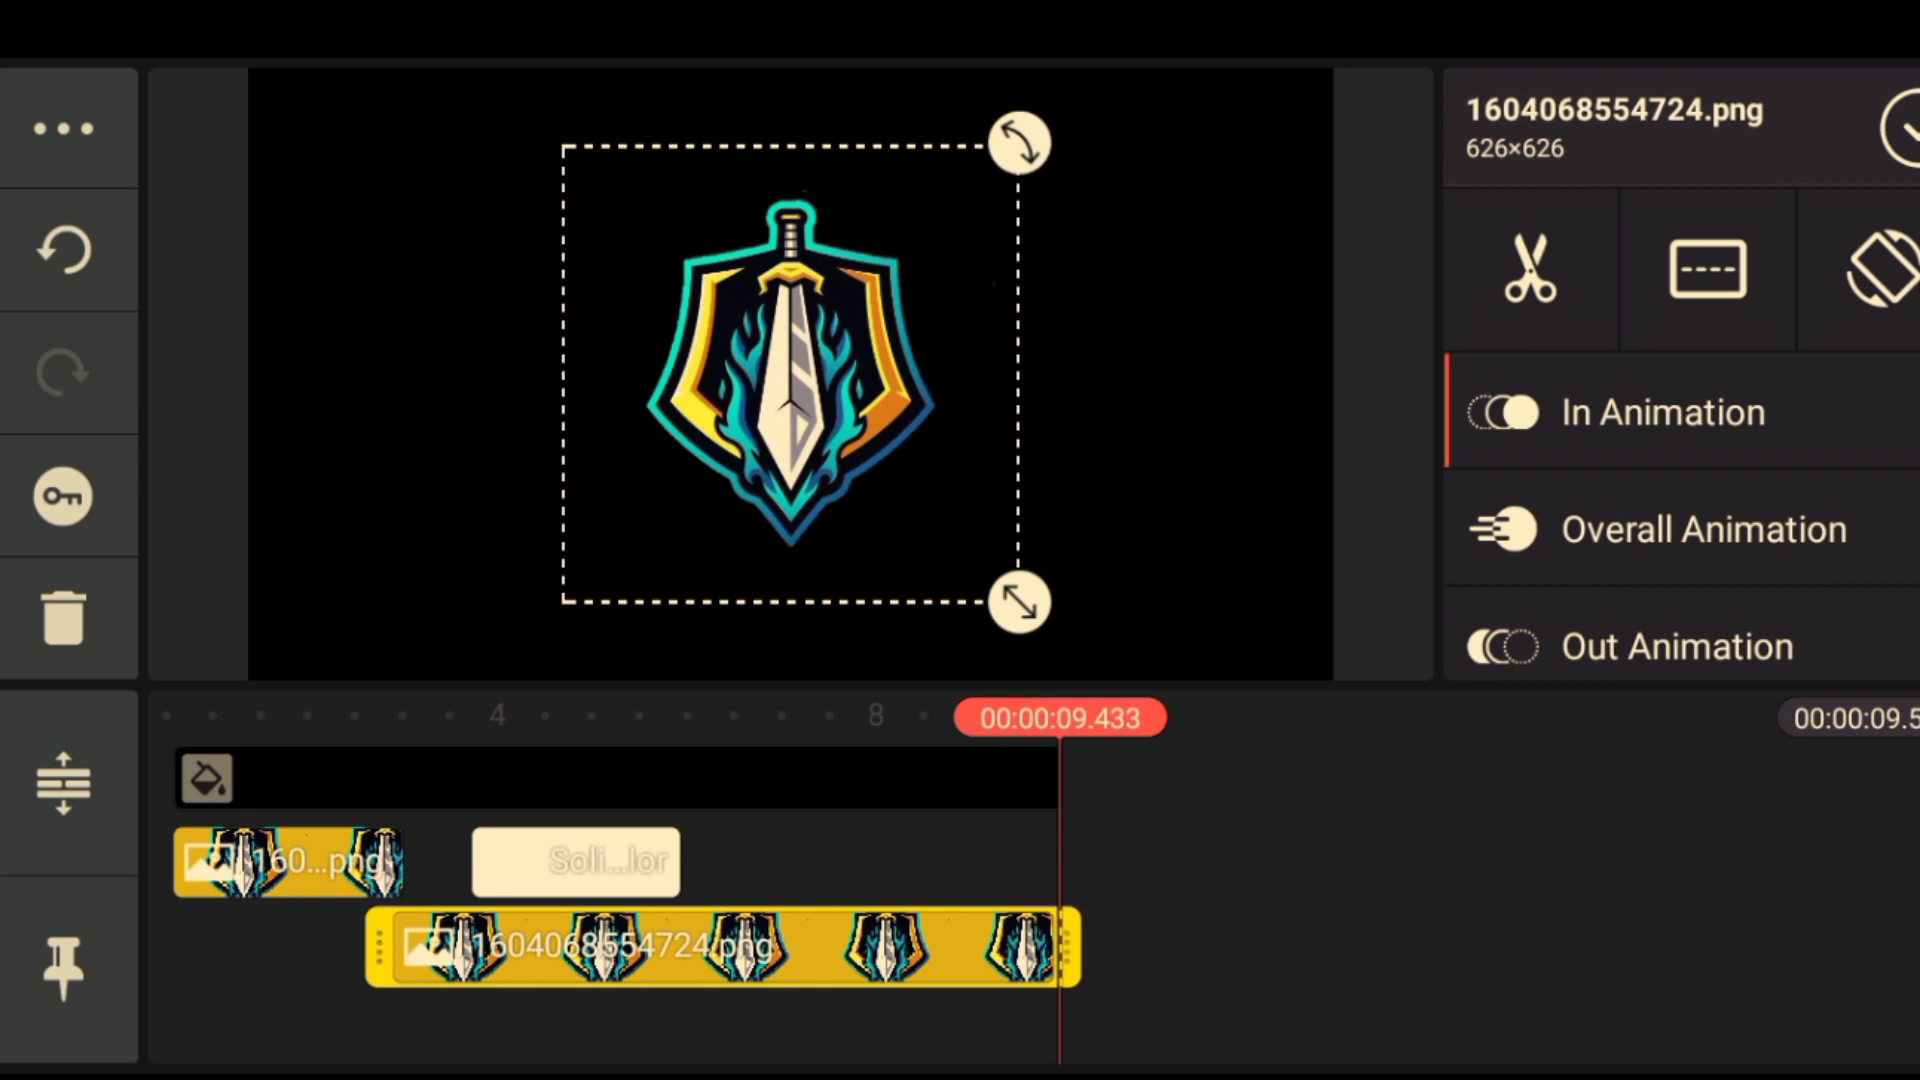 1604068554724.png
626×626
In Animation
Overall Animation
Out Animation
4
8
00:00:09.433
00:00:09.5
160...png
Soli...lor
1604068554724.png